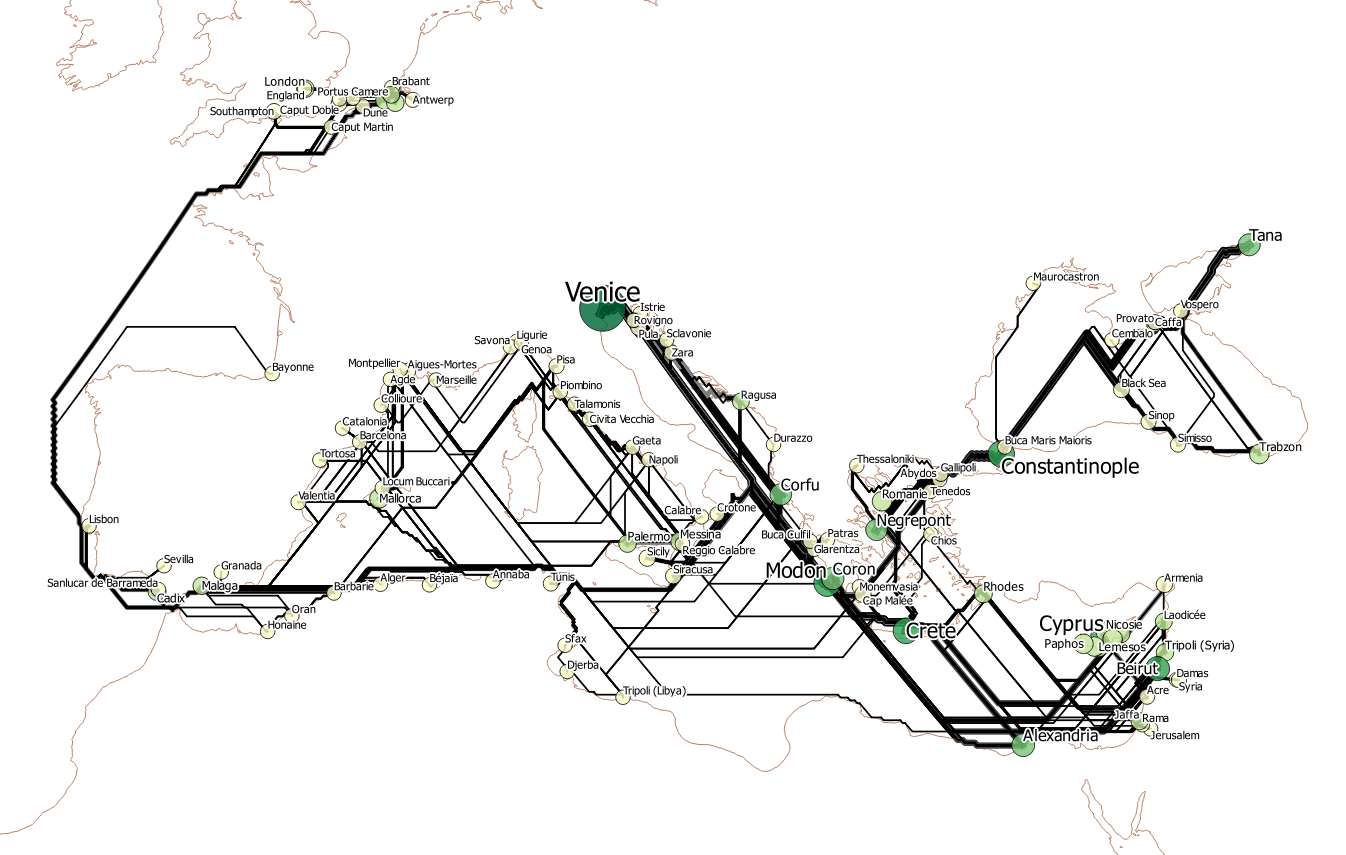 London
Brabant
England
Portus Camere
Antwerp
Southampton
Caput Doble
Dune
Caput Martin
Tana
Maurocastron
Venice
Istrie
Vospero
Rovigno
Provato
Caffa
Pula
Sclavonie
Cembalo
Savona
Ligurie
Genoa
Zara
Montpellier
Aigues-Mortes
Pisa
Bayonne
Agde
Marseille
Black Sea
Piombino
Collioure
Ragusa
Talamonis
Sinop
Catalonia
Civita Vecchia
Barcelona
Durazzo
Buca Maris Maioris
Simisso
Gaeta
Trabzon
Tortosa
Napoli
Thessaloniki
Constantinople
Abydos
Gallipoli
Locum Buccari
Corfu
Valentia
Mallorca
Romanie
Tenedos
Calabre
Crotone
Lisbon
Negrepont
Palermo
Messina
Buca Culfil
Patras
Chios
Sicily
Reggio Calabre
Glarentza
Sevilla
Granada
Siracusa
Modon
Coron
Sanlucar de Barrameda
Malaga
Barbarie
Alger
Béjaïa
Annaba
Tunis
Monemvasia
Rhodes
Armenia
Cadix
Cap Malée
Oran
Laodicée
Honaine
Crete
Cyprus
Nicosie
Sfax
Paphos
Lemesos
Tripoli (Syria)
Djerba
Beirut
Damas
Syria
Tripoli (Libya)
Acre
Jaffa
Rama
Alexandria
Jerusalem